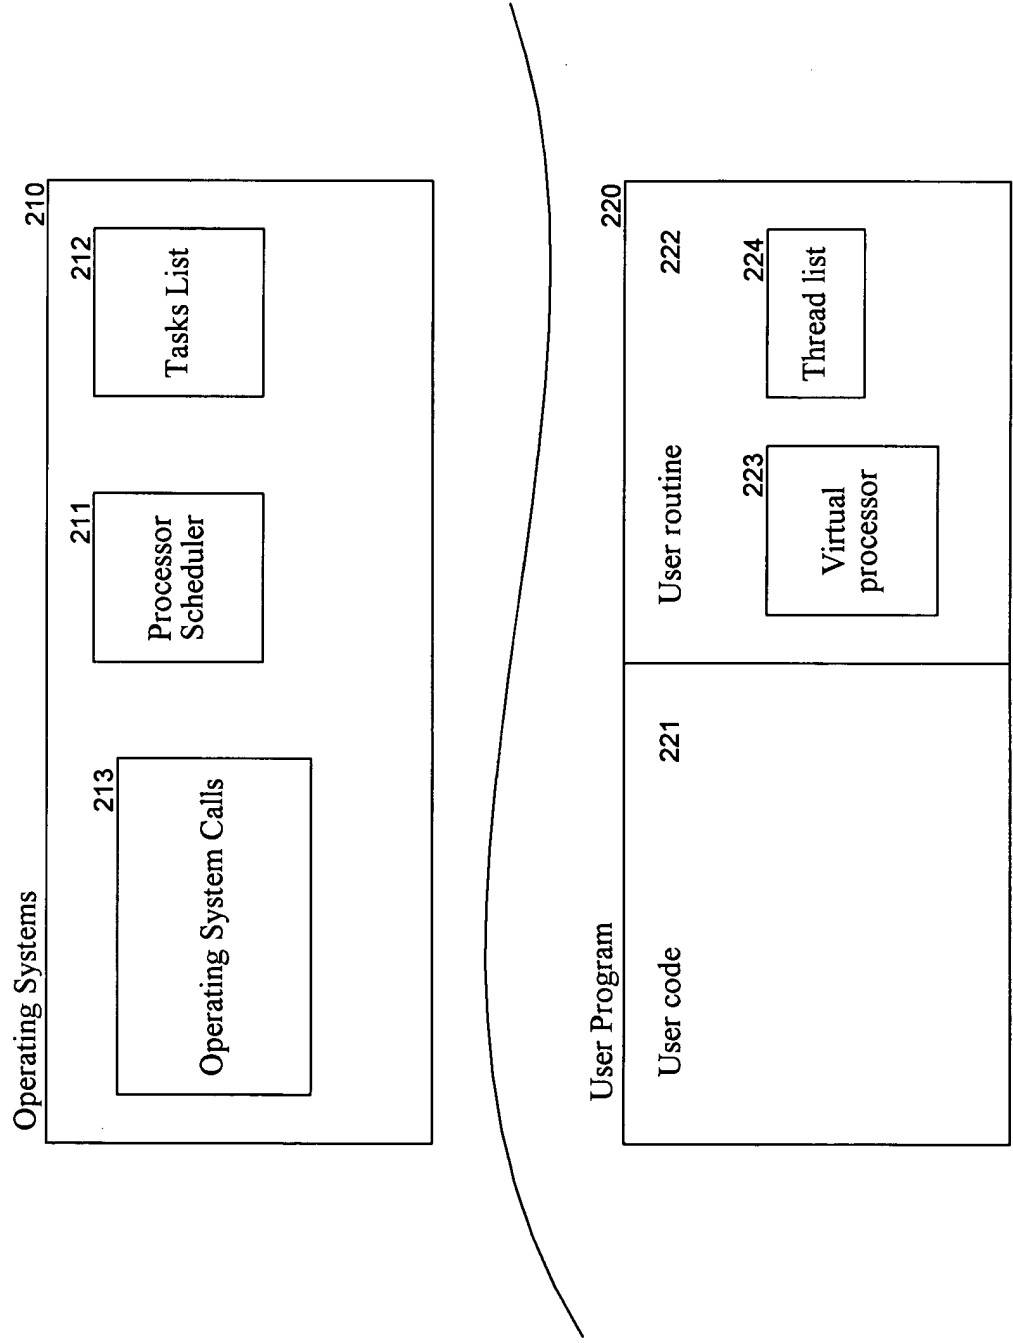 Operating Systems
210
213
Operating System Calls
211
Processor
Scheduler
212
Tasks List
User Program
220
User code
221
User routine
222
223
Virtual
processor
224
Thread list